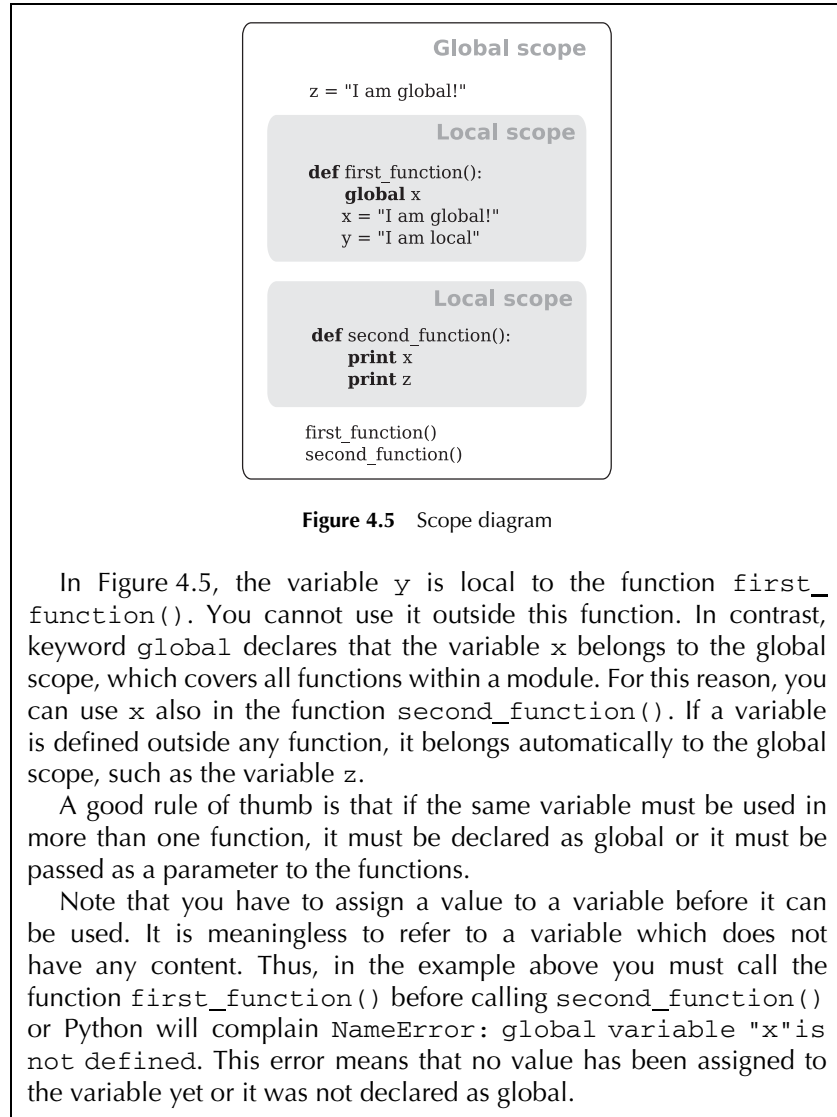 Global scope
z = "I am global!"
Local scope
def first_function():
global x
x = "I am global!"
y = "I am local"
Local scope
def second_function():
print x
print z
first_function()
second_function()
Figure 4.5 Scope diagram
In Figure 4.5, the variable y is local to the function first_
function(). You cannot use it outside this function. In contrast,
keyword global declares that the variable x belongs to the global
scope, which covers all functions within a module. For this reason, you
can use x also in the function second_function(). If a variable
is defined outside any function, it belongs automatically to the global
scope, such as the variable z.
A good rule of thumb is that if the same variable must be used in
more than one function, it must be declared as global or it must be
passed as a parameter to the functions.
Note that you have to assign a value to a variable before it can
be used. It is meaningless to refer to a variable which does not
have any content. Thus, in the example above you must call the
function first_function() before calling second_function()
or Python will complain NameError: global variable "x"is
not defined. This error means that no value has been assigned to
the variable yet or it was not declared as global.